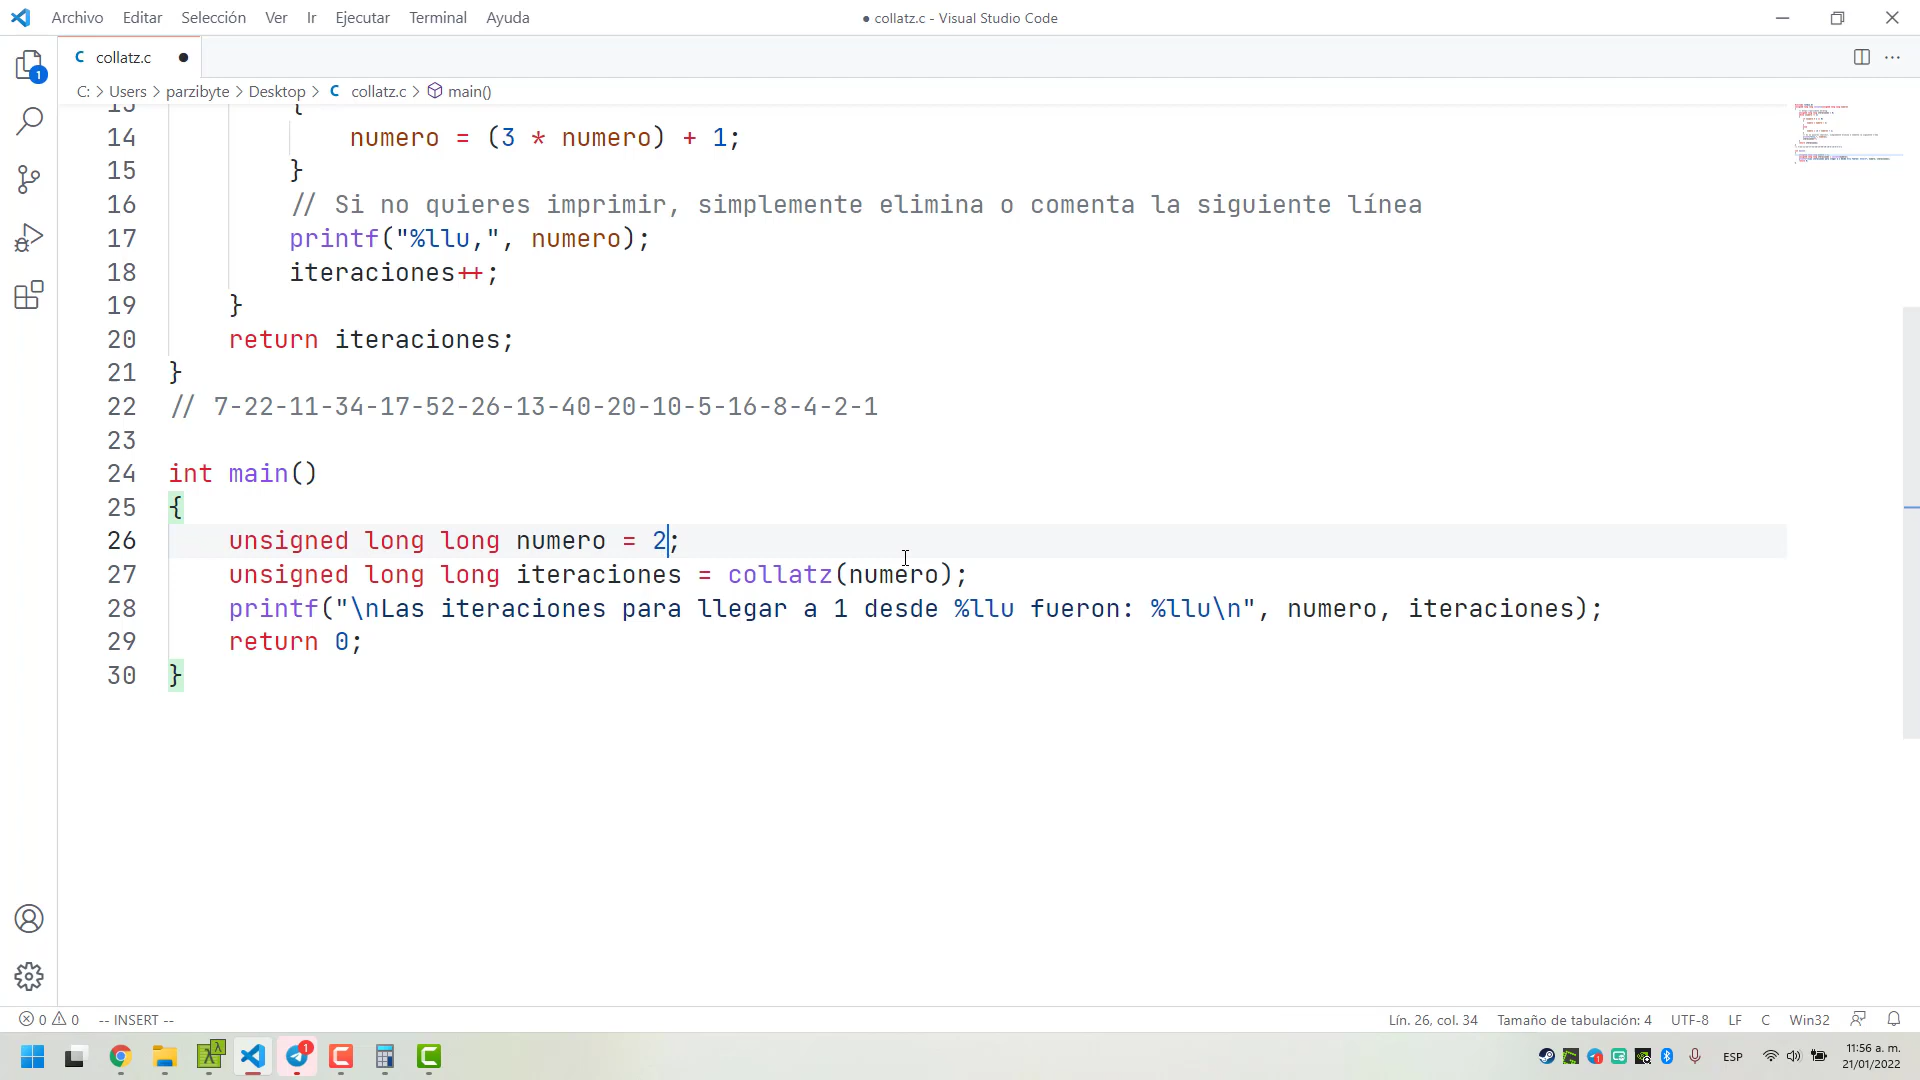 Archivo Editar Selección Ver Ir Ejecutar Terminal Ayuda
● collatz.c - Visual Studio Code
C collatz.c ●
C: > Users > parzibyte > Desktop > C collatz.c > main()
13 {
14 numero = (3 * numero) + 1;
15 }
16 // Si no quieres imprimir, simplemente elimina o comenta la siguiente línea
17 printf("%llu,", numero);
18 iteraciones++;
19 }
20 return iteraciones;
21 }
22 // 7-22-11-34-17-52-26-13-40-20-10-5-16-8-4-2-1
23
24 int main()
25 {
26 unsigned long long numero = 2;
27 unsigned long long iteraciones = collatz(numero);
28 printf("\nLas iteraciones para llegar a 1 desde %llu fueron: %llu\n", numero, iteraciones);
29 return 0;
30 }
1
0 0 -- INSERT --
Lín. 26, col. 34 Tamaño de tabulación: 4 UTF-8 LF C Win32
1
ESP
11:56 a. m.
21/01/2022